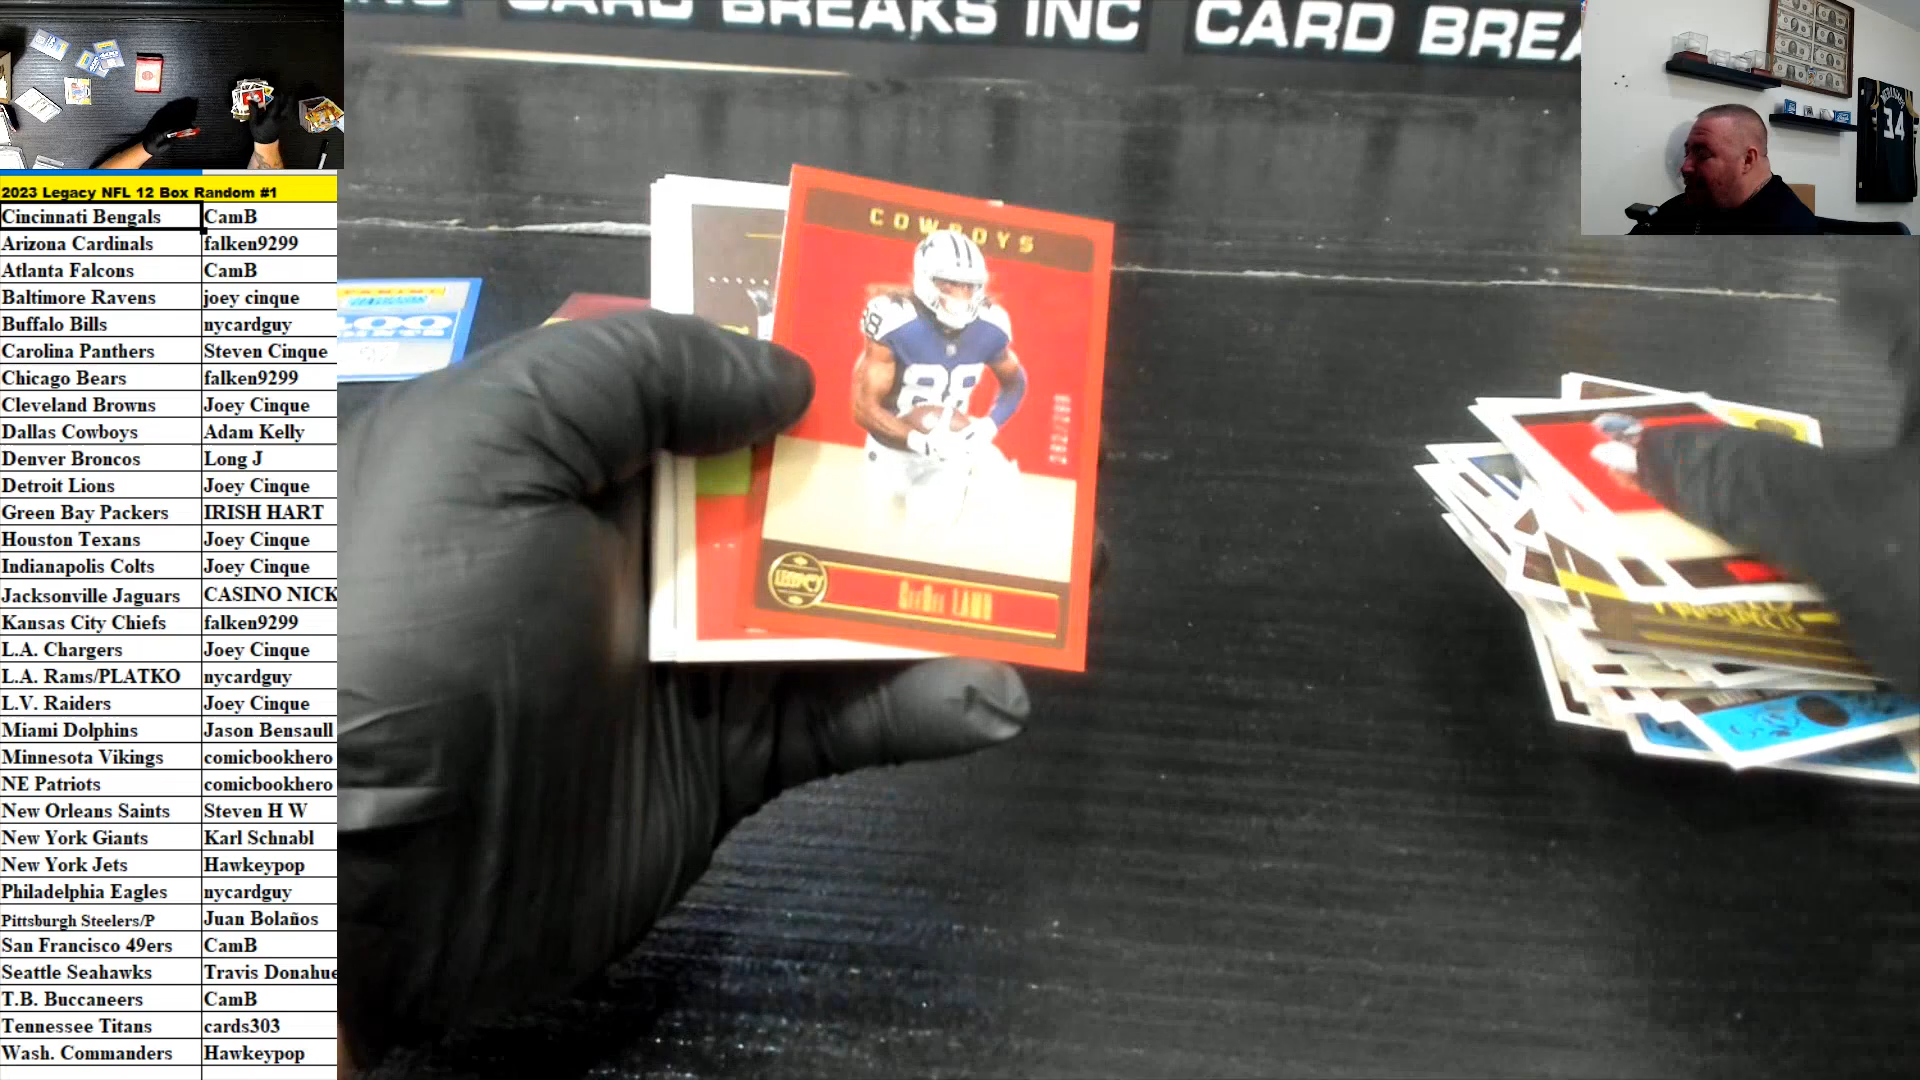 CARD BREAKS INC CARD BREA
2023 Legacy NFL 12 Box Random #1
Cincinnati Bengals CamB
Arizona Cardinals falken9299
Atlanta Falcons CamB
Baltimore Ravens joey cinque
Buffalo Bills nycardguy
Carolina Panthers Steven Cinque
Chicago Bears falken9299
Cleveland Browns Joey Cinque
Dallas Cowboys Adam Kelly
Denver Broncos Long J
Detroit Lions Joey Cinque
Green Bay Packers IRISH HART
Houston Texans Joey Cinque
Indianapolis Colts Joey Cinque
Jacksonville Jaguars CASINO NICK
Kansas City Chiefs falken9299
L.A. Chargers Joey Cinque
L.A. Rams/PLATKO nycardguy
L.V. Raiders Joey Cinque
Miami Dolphins Jason Bensaull
Minnesota Vikings comicbookhero
NE Patriots comicbookhero
New Orleans Saints Steven H W
New York Giants Karl Schnabl
New York Jets Hawkeypop
Philadelphia Eagles nycardguy
Pittsburgh Steelers/P Juan Bolaños
San Francisco 49ers CamB
Seattle Seahawks Travis Donahue
T.B. Buccaneers CamB
Tennessee Titans cards303
Wash. Commanders Hawkeypop
COWBOYS
88
LEGACY
LAMB
34